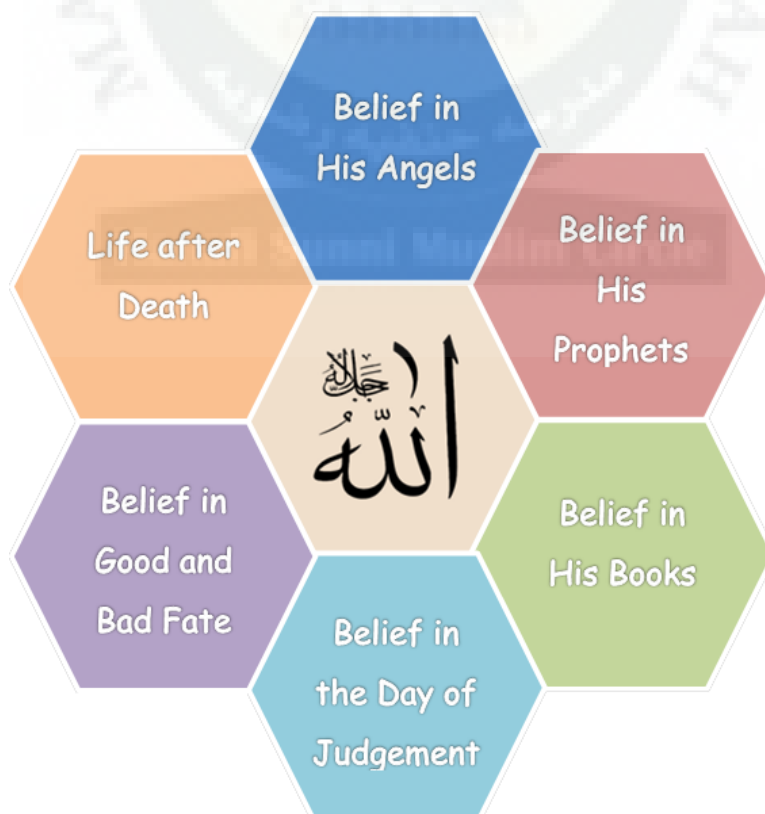 Belief in
His Angels
Belief in
His
Prophets
Belief in
His Books
Belief in
the Day of
Judgement
Belief in
Good and
Bad Fate
Life after
Death
الله
جل جلاله
Sunni Muslim Circle